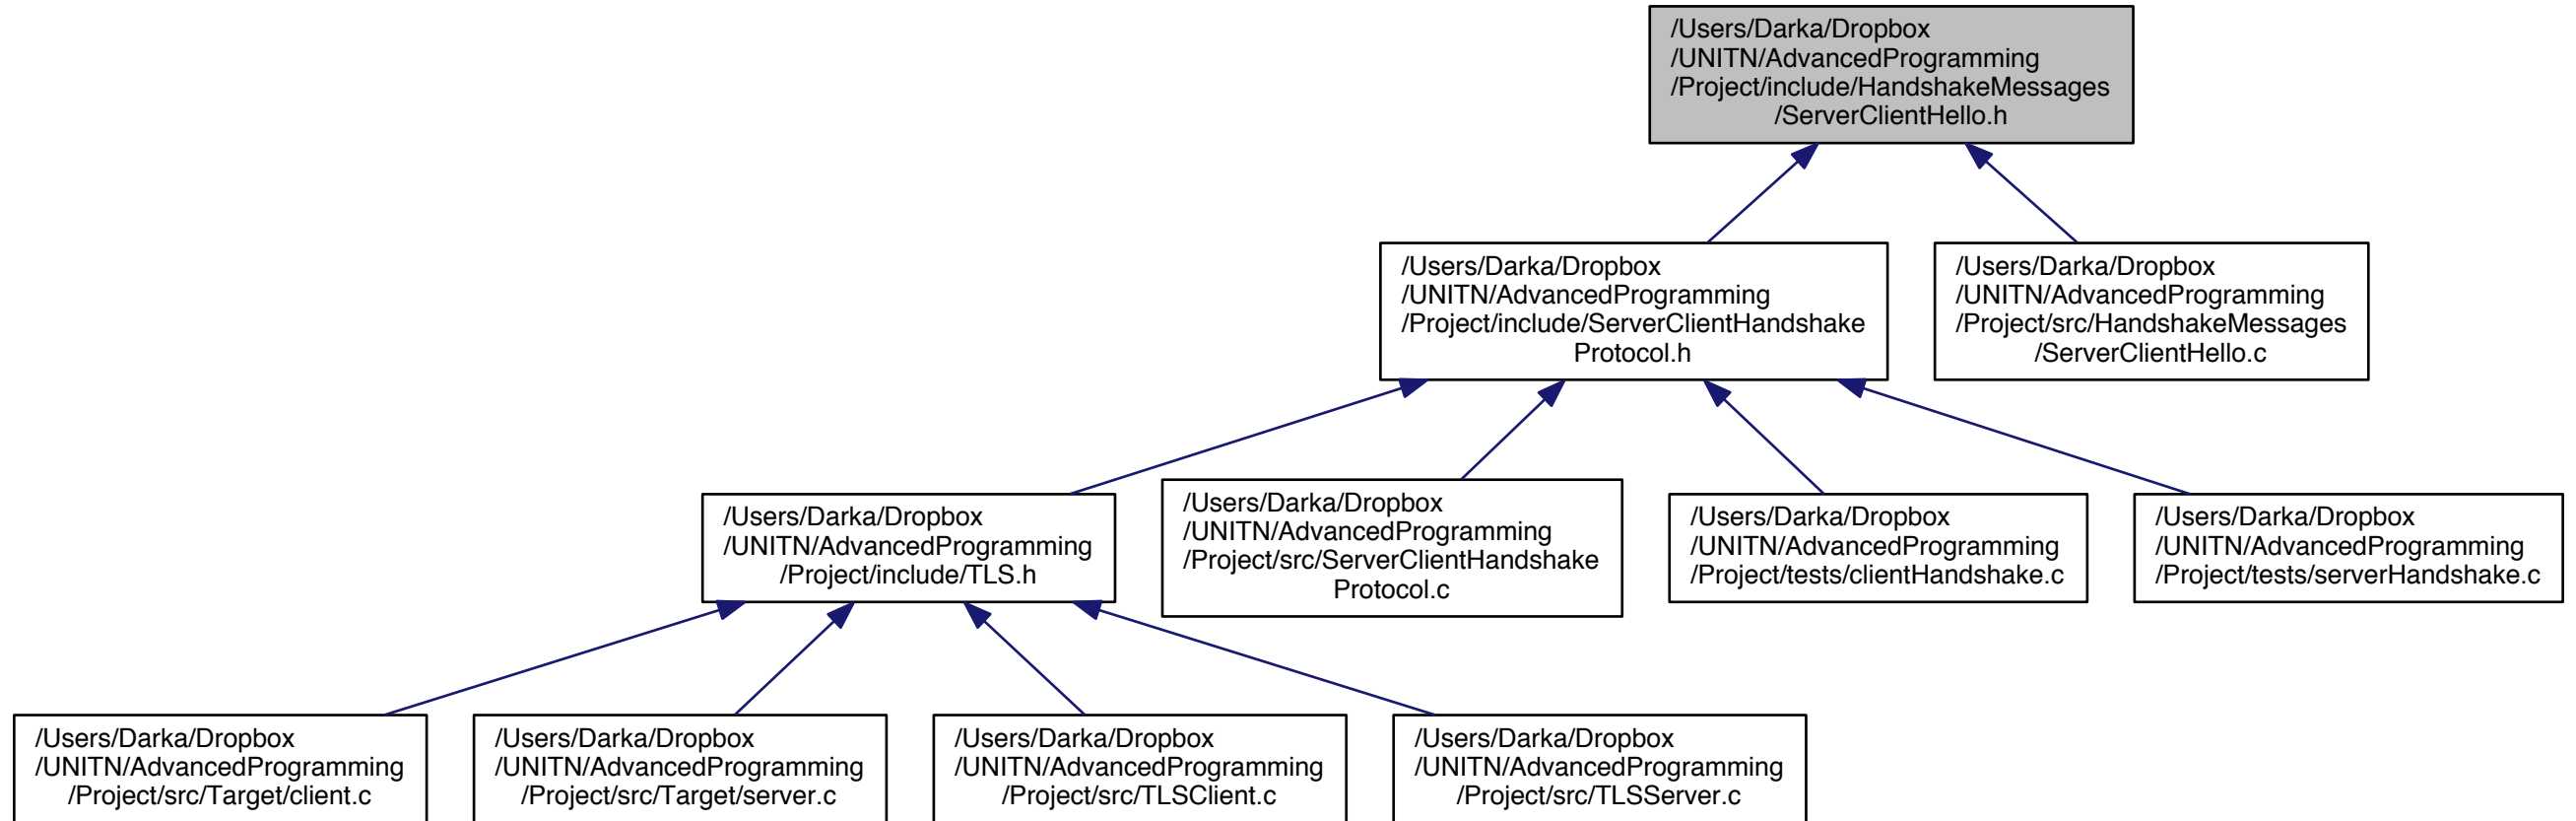 /Users/Darka/Dropbox
/UNITN/AdvancedProgramming
/Project/include/HandshakeMessages
/ServerClientHello.h
/Users/Darka/Dropbox
/UNITN/AdvancedProgramming
/Project/include/ServerClientHandshake
Protocol.h
/Users/Darka/Dropbox
/UNITN/AdvancedProgramming
/Project/src/HandshakeMessages
/ServerClientHello.c
/Users/Darka/Dropbox
/UNITN/AdvancedProgramming
/Project/include/TLS.h
/Users/Darka/Dropbox
/UNITN/AdvancedProgramming
/Project/src/ServerClientHandshake
Protocol.c
/Users/Darka/Dropbox
/UNITN/AdvancedProgramming
/Project/tests/clientHandshake.c
/Users/Darka/Dropbox
/UNITN/AdvancedProgramming
/Project/tests/serverHandshake.c
/Users/Darka/Dropbox
/UNITN/AdvancedProgramming
/Project/src/Target/client.c
/Users/Darka/Dropbox
/UNITN/AdvancedProgramming
/Project/src/Target/server.c
/Users/Darka/Dropbox
/UNITN/AdvancedProgramming
/Project/src/TLSClient.c
/Users/Darka/Dropbox
/UNITN/AdvancedProgramming
/Project/src/TLSServer.c